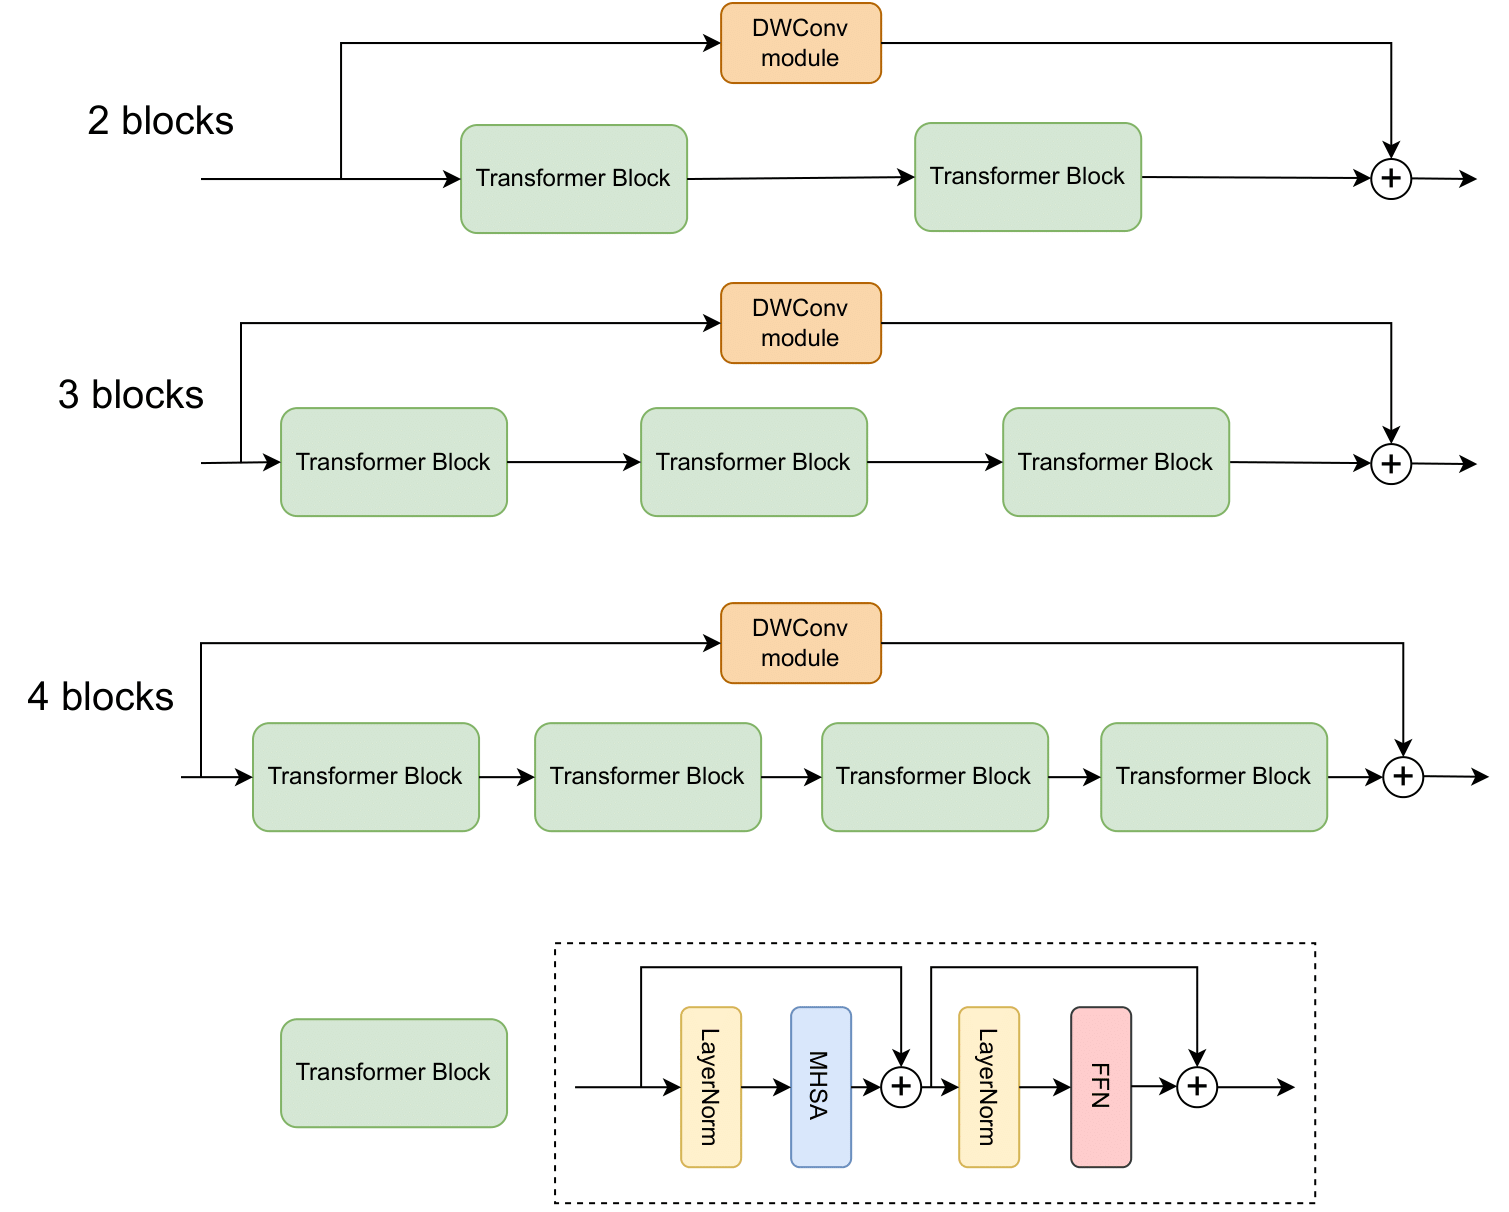 DWConv
module
2 blocks
Transformer Block
Transformer Block
+
DWConv
module
3 blocks
Transformer Block
Transformer Block
Transformer Block
+
DWConv
module
4 blocks
Transformer Block
Transformer Block
Transformer Block
Transformer Block
+
Transformer Block
LayerNorm
MHSA
+
LayerNorm
FFN
+